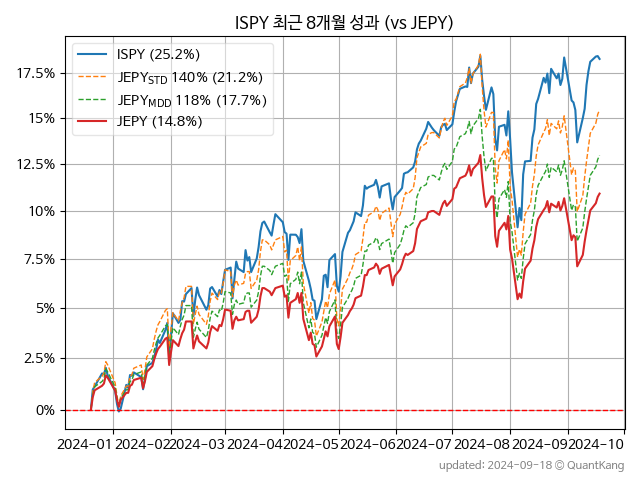 ISPY 최근 8개월 성과 (vs JEPY)
ISPY (25.2%)
JEPYSTD 140% (21.2%)
JEPYMDD 118% (17.7%)
JEPY (14.8%)
17.5%
15%
12.5%
10%
7.5%
5%
2.5%
0%
2024-01 2024-02 2024-03 2024-04 2024-05 2024-06 2024-07 2024-08 2024-09 2024-10
updated: 2024-09-18 © QuantKang